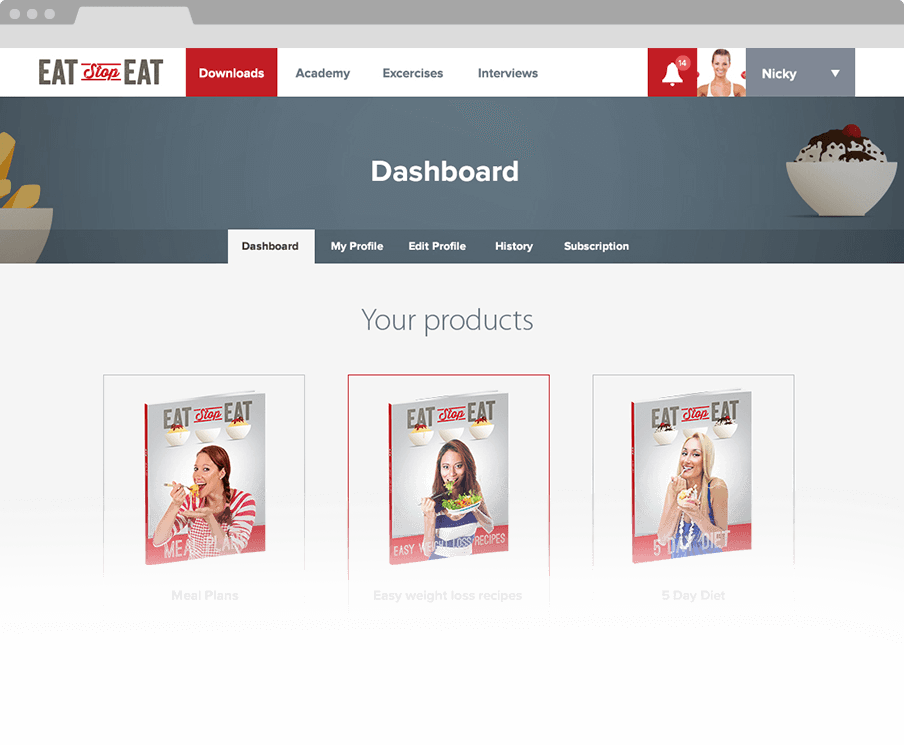 EAT Stop EAT
Downloads
Academy
Excercises
Interviews
14
Nicky
Dashboard
Dashboard
My Profile
Edit Profile
History
Subscription
Your products
EAT Stop EAT
MEAL PLANS
EAT Stop EAT
EASY WEIGHT LOSS RECIPES
EAT Stop EAT
5 DAY DIET
Meal Plans
Easy weight loss recipes
5 Day Diet